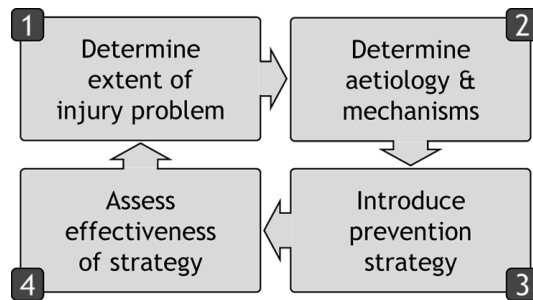 1
Determine
extent of
injury problem
2
Determine
aetiology &
mechanisms
3
Introduce
prevention
strategy
4
Assess
effectiveness
of strategy